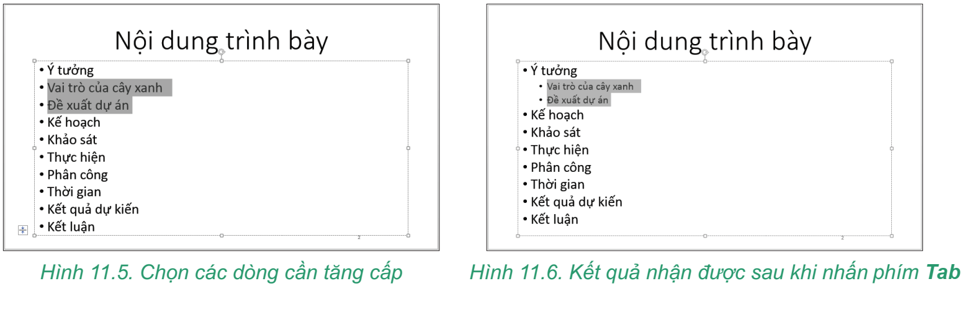 Nội dung trình bày
• Ý tưởng
• Vai trò của cây xanh
• Đề xuất dự án
• Kế hoạch
• Khảo sát
• Thực hiện
• Phân công
• Thời gian
• Kết quả dự kiến
• Kết luận
2
Hình 11.5. Chọn các dòng cần tăng cấp
Nội dung trình bày
• Ý tưởng
• Vai trò của cây xanh
• Đề xuất dự án
• Kế hoạch
• Khảo sát
• Thực hiện
• Phân công
• Thời gian
• Kết quả dự kiến
• Kết luận
2
Hình 11.6. Kết quả nhận được sau khi nhấn phím Tab